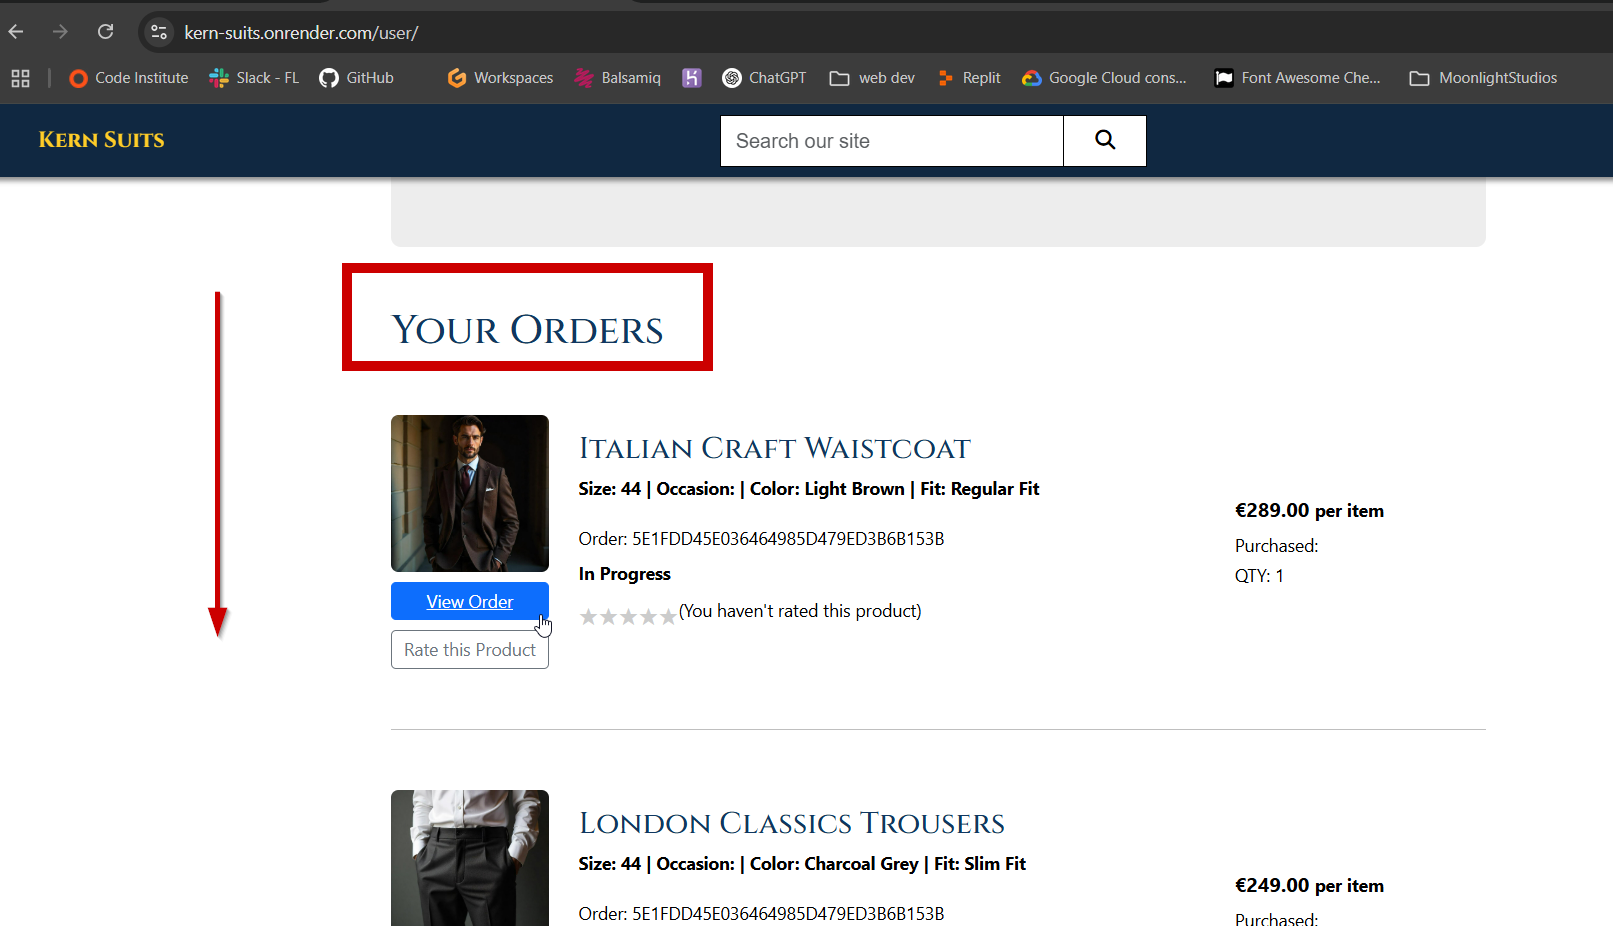 kern-suits.onrender.com/user/
Code Institute Slack - FL GitHub Workspaces Balsamiq ChatGPT web dev Replit Google Cloud cons... Font Awesome Che... MoonlightStudios
Kern Suits
Search our site
Your Orders
Italian Craft Waistcoat
Size: 44 | Occasion: | Color: Light Brown | Fit: Regular Fit
€289.00 per item
Order: 5E1FDD45E036464985D479ED3B6B153B
Purchased:
In Progress
QTY: 1
View Order
(You haven't rated this product)
Rate this Product
London Classics Trousers
Size: 44 | Occasion: | Color: Charcoal Grey | Fit: Slim Fit
€249.00 per item
Order: 5E1FDD45E036464985D479ED3B6B153B
Purchased: